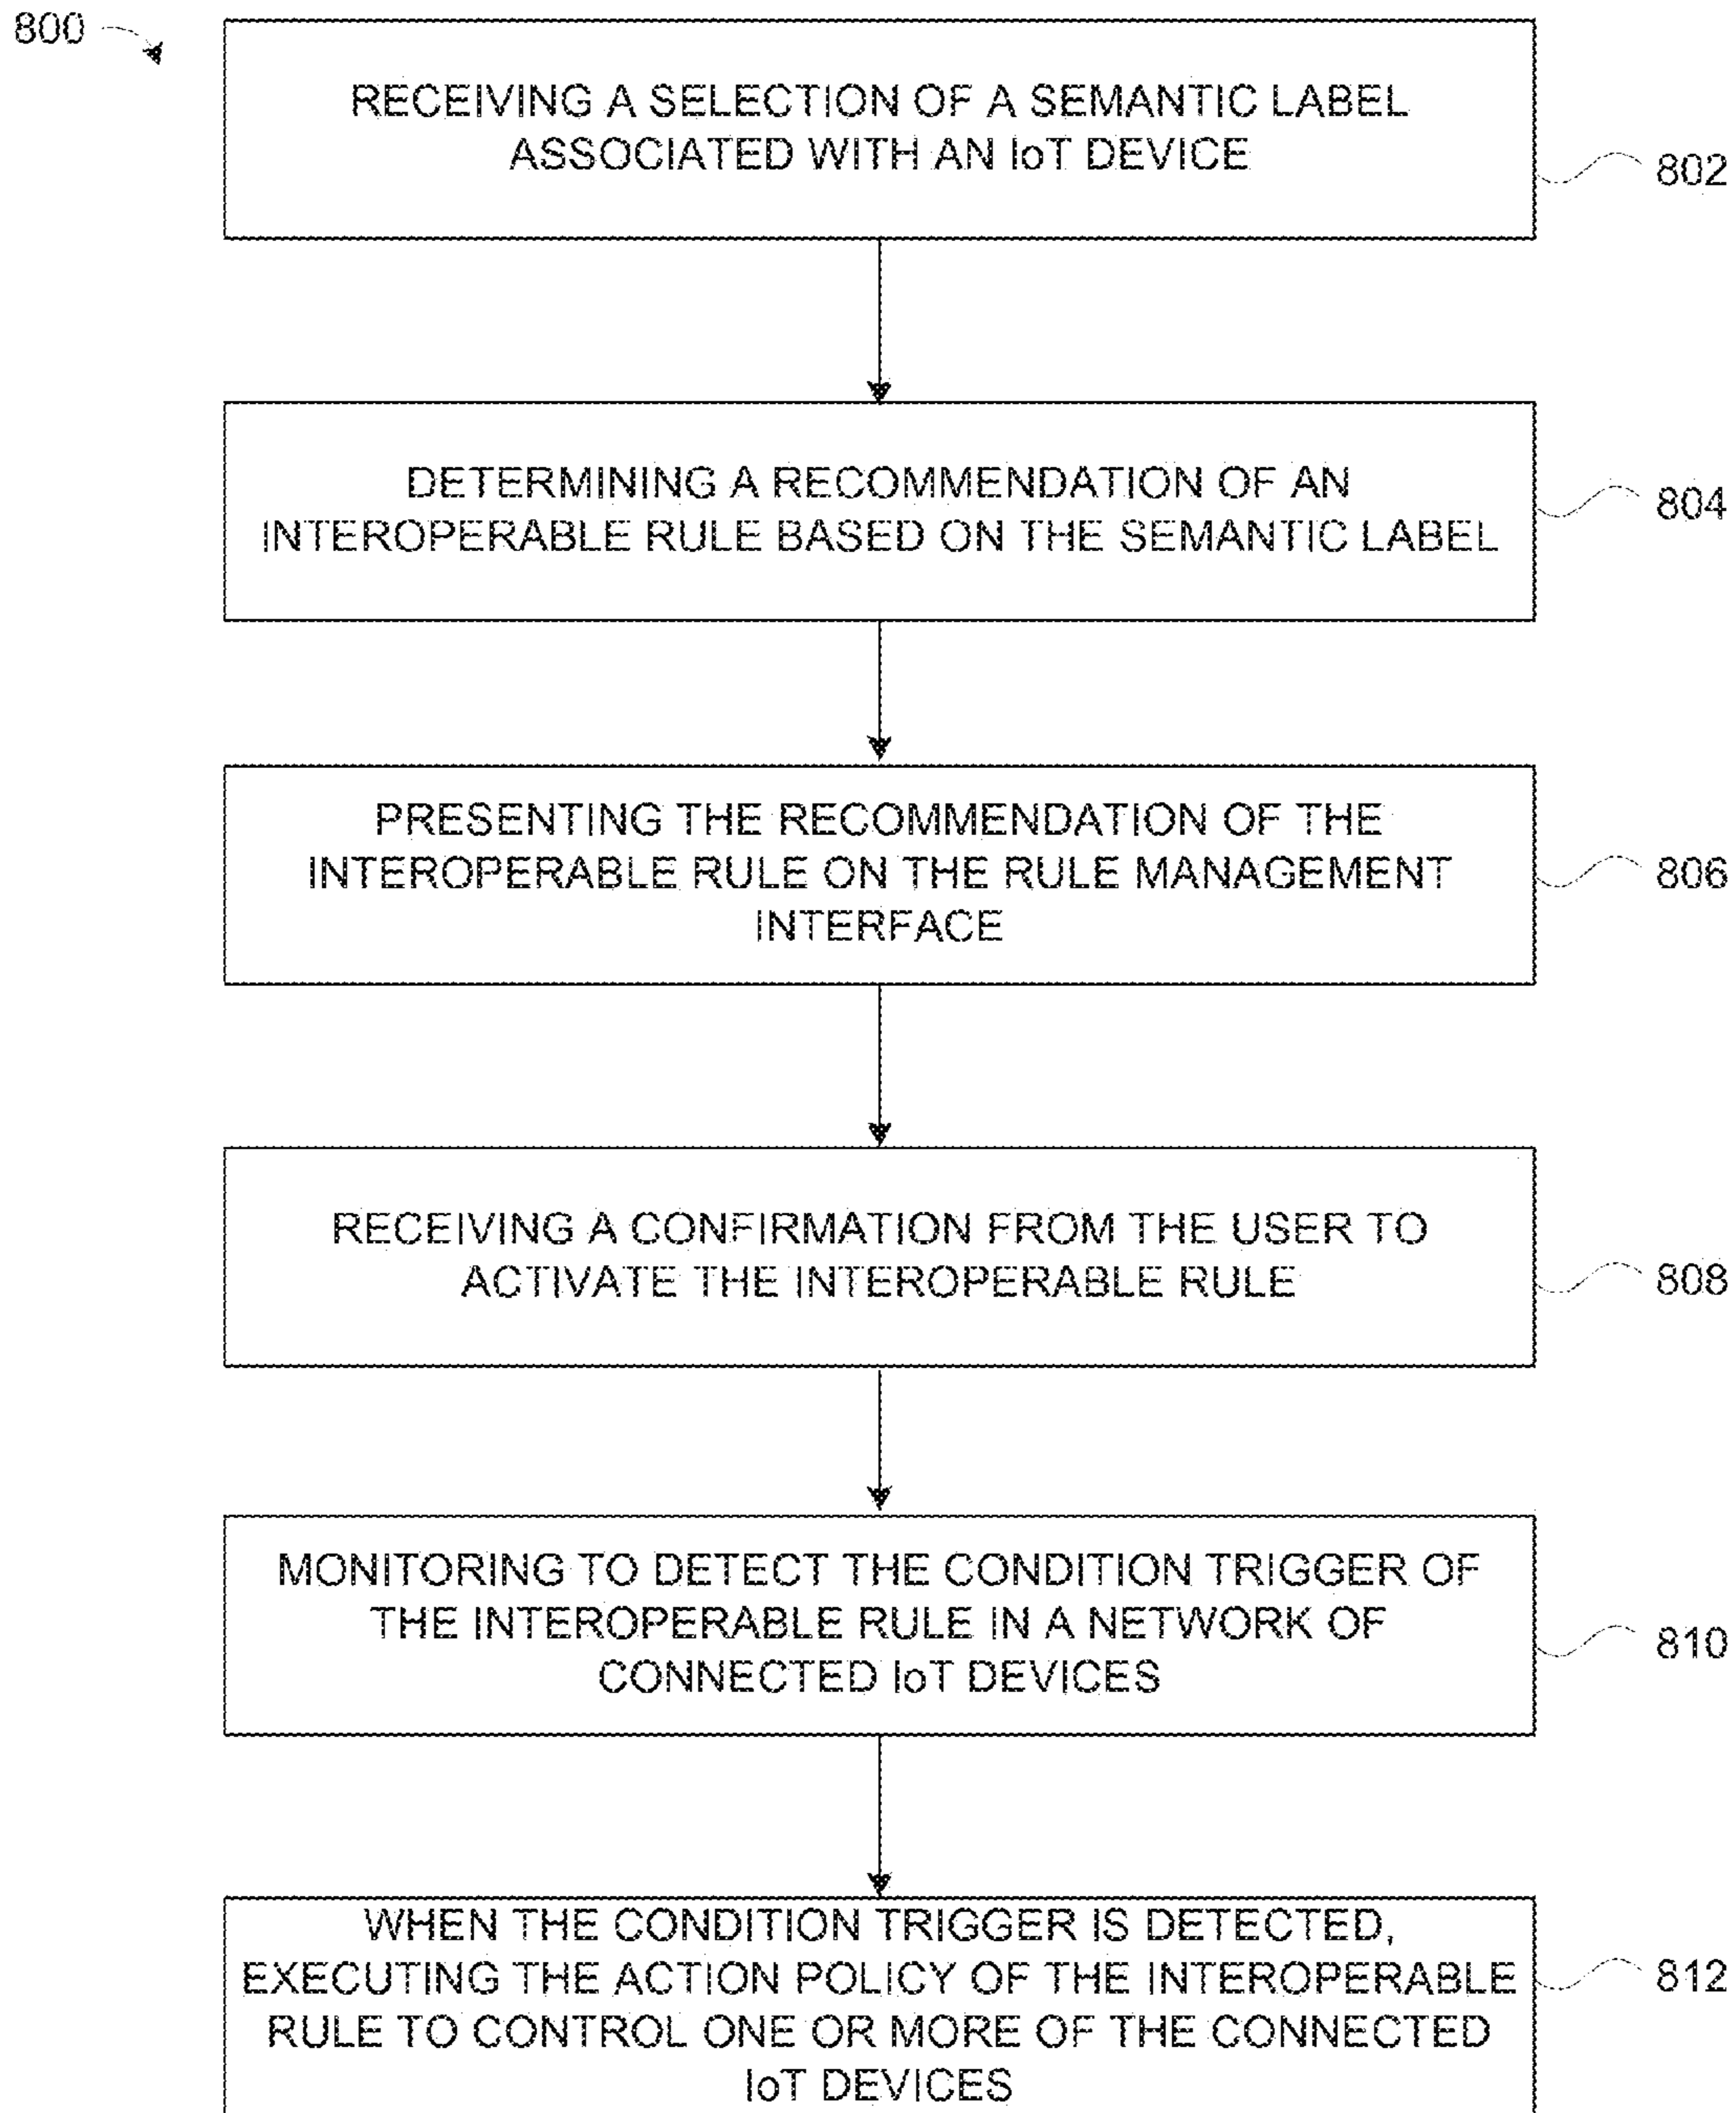 800
RECEIVING A SELECTION OF A SEMANTIC LABEL
ASSOCIATED WITH AN IoT DEVICE
802
DETERMINING A RECOMMENDATION OF AN
INTEROPERABLE RULE BASED ON THE SEMANTIC LABEL
804
PRESENTING THE RECOMMENDATION OF THE
INTEROPERABLE RULE ON THE RULE MANAGEMENT
INTERFACE
806
RECEIVING A CONFIRMATION FROM THE USER TO
ACTIVATE THE INTEROPERABLE RULE
808
MONITORING TO DETECT THE CONDITION TRIGGER OF
THE INTEROPERABLE RULE IN A NETWORK OF
CONNECTED IoT DEVICES
810
WHEN THE CONDITION TRIGGER IS DETECTED,
EXECUTING THE ACTION POLICY OF THE INTEROPERABLE
RULE TO CONTROL ONE OR MORE OF THE CONNECTED
IoT DEVICES
812